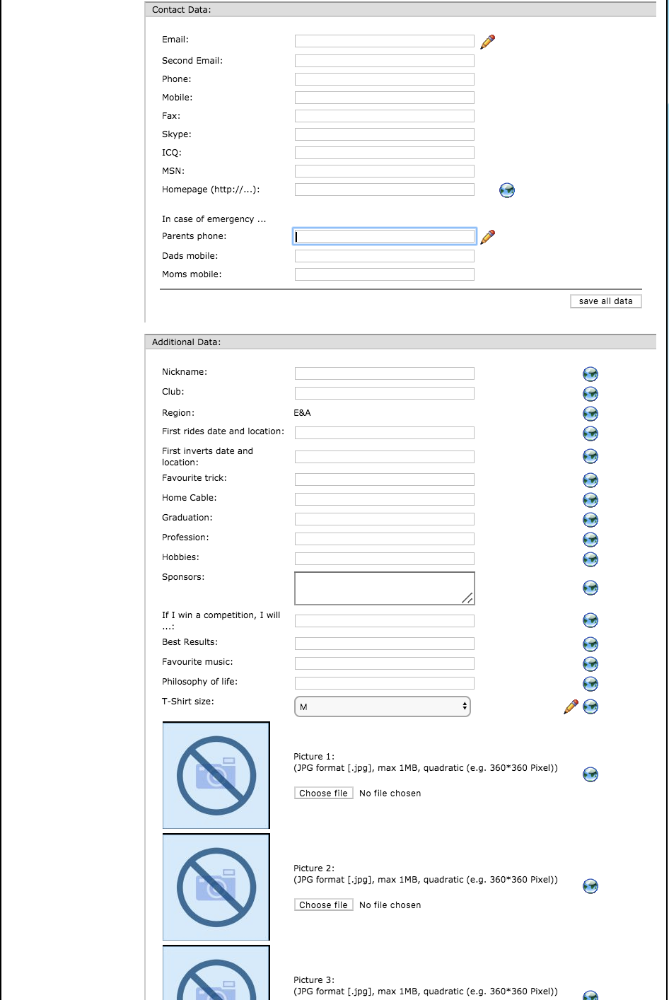 Contact Data:
Email:
Second Email:
Phone:
Mobile:
Fax:
Skype:
ICQ:
MSN:
Homepage (http://...):
In case of emergency ...
Parents phone:
Dads mobile:
Moms mobile:
save all data
Additional Data:
Nickname:
Club:
Region: E&A
First rides date and location:
First inverts date and
location:
Favourite trick:
Home Cable:
Graduation:
Profession:
Hobbies:
Sponsors:
If I win a competition, I will
...:
Best Results:
Favourite music:
Philosophy of life:
T-Shirt size: M
Picture 1:
(JPG format [.jpg], max 1MB, quadratic (e.g. 360*360 Pixel))
Choose file No file chosen
Picture 2:
(JPG format [.jpg], max 1MB, quadratic (e.g. 360*360 Pixel))
Choose file No file chosen
Picture 3:
(JPG format [.jpg], max 1MB, quadratic (e.g. 360*360 Pixel))